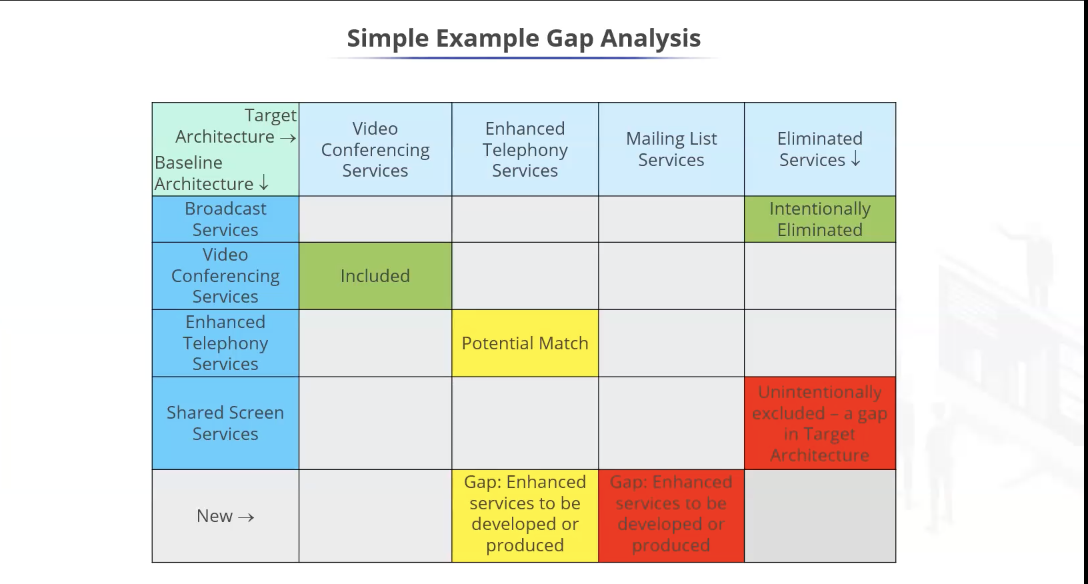 Simple Example Gap Analysis
Target
Architecture →
Baseline
Architecture ↓
Video
Conferencing
Services
Enhanced
Telephony
Services
Mailing List
Services
Eliminated
Services ↓
Broadcast
Services
Intentionally
Eliminated
Video
Conferencing
Services
Included
Enhanced
Telephony
Services
Potential Match
Shared Screen
Services
Unintentionally
excluded – a gap
in Target
Architecture
New →
Gap: Enhanced
services to be
developed or
produced
Gap: Enhanced
services to be
developed or
produced